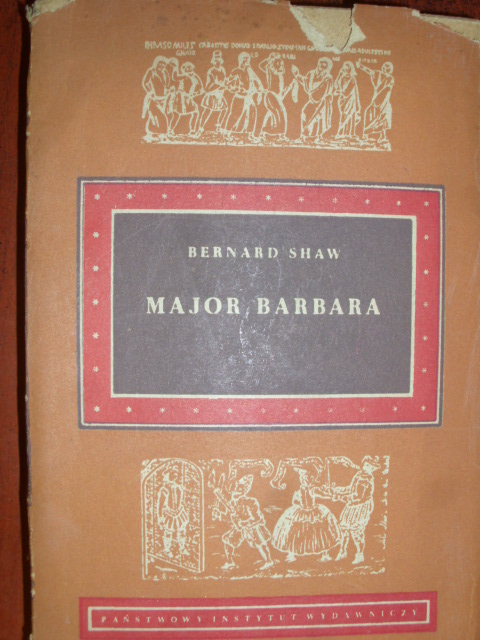 BERNARD SHAW
MAJOR BARBARA
PAŃSTWOWY INSTYTUT WYDAWNICZY